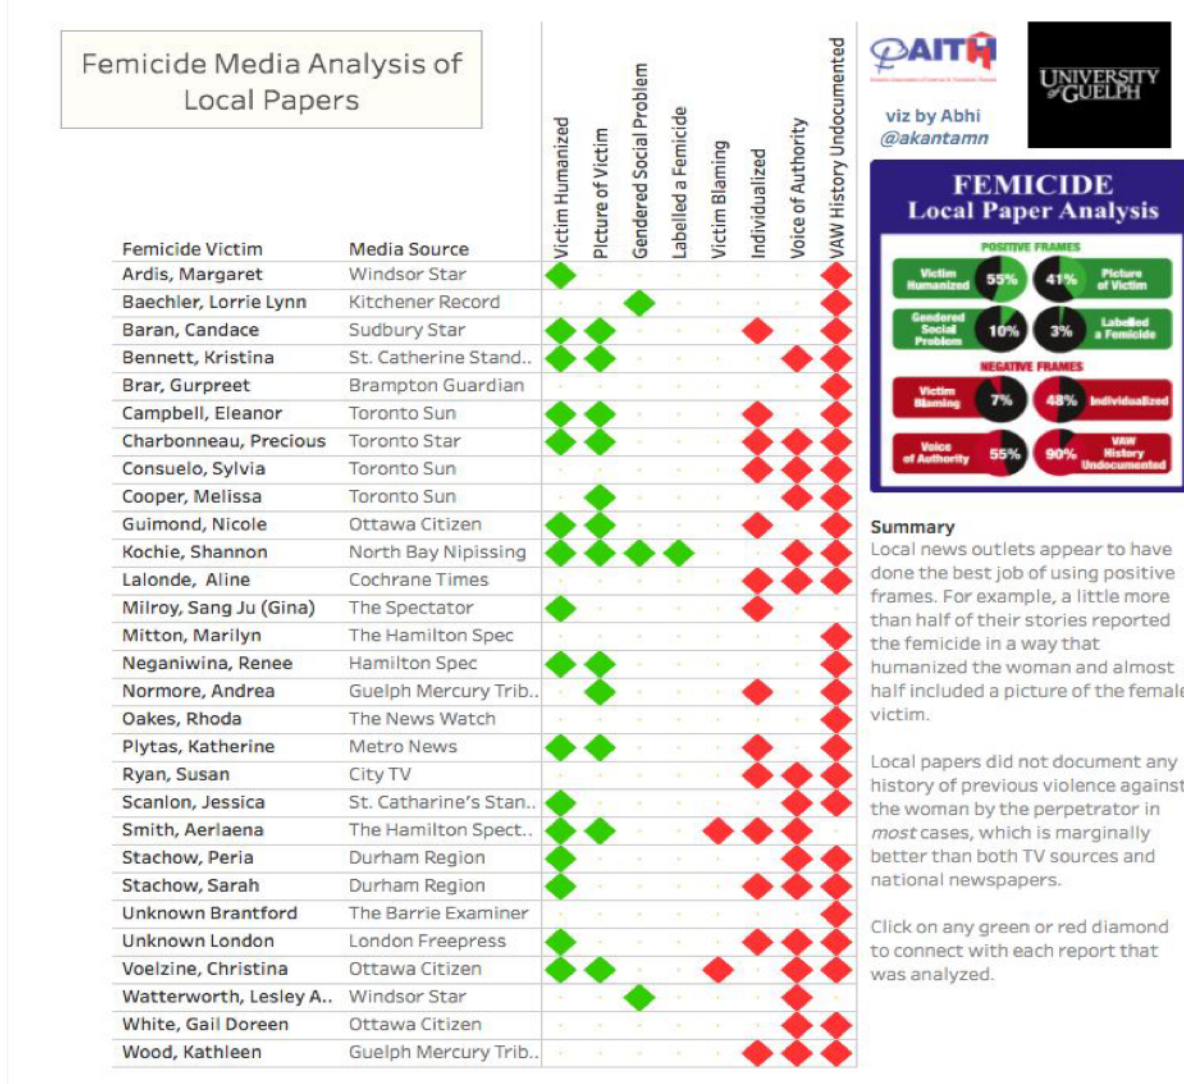 Femicide Media Analysis of
Local Papers
Victim Humanized
Picture of Victim
Gendered Social Problem
Labelled a Femicide
Victim Blaming
Individualized
Voice of Authority
VAW History Undocumented
Femicide Victim Media Source
Ardis, Margaret Windsor Star
Baechler, Lorrie Lynn Kitchener Record
Baran, Candace Sudbury Star
Bennett, Kristina St. Catherine Stand..
Brar, Gurpreet Brampton Guardian
Campbell, Eleanor Toronto Sun
Charbonneau, Precious Toronto Star
Consuelo, Sylvia Toronto Sun
Cooper, Melissa Toronto Sun
Guimond, Nicole Ottawa Citizen
Kochie, Shannon North Bay Nipissing
Lalonde, Aline Cochrane Times
Milroy, Sang Ju (Gina) The Spectator
Mitton, Marilyn The Hamilton Spec
Neganiwina, Renee Hamilton Spec
Normore, Andrea Guelph Mercury Trib..
Oakes, Rhoda The News Watch
Plytas, Katherine Metro News
Ryan, Susan City TV
Scanlon, Jessica St. Catharine's Stan..
Smith, Aerlaena The Hamilton Spect..
Stachow, Peria Durham Region
Stachow, Sarah Durham Region
Unknown Brantford The Barrie Examiner
Unknown London London Freepress
Voelzine, Christina Ottawa Citizen
Watterworth, Lesley A.. Windsor Star
White, Gail Doreen Ottawa Citizen
Wood, Kathleen Guelph Mercury Trib..
OAITH
UNIVERSITY
of GUELPH
viz by Abhi
@akantamn
FEMICIDE
Local Paper Analysis
POSITIVE FRAMES
Victim
Humanized
55%
41%
Picture
of Victim
Gendered
Social
Problem
10%
3%
Labelled
a Femicide
NEGATIVE FRAMES
Victim
Blaming
7%
48%
Individualized
Voice
of Authority
55%
90%
VAW
History
Undocumented
Summary
Local news outlets appear to have
done the best job of using positive
frames. For example, a little more
than half of their stories reported
the femicide in a way that
humanized the woman and almost
half included a picture of the female
victim.
Local papers did not document any
history of previous violence against
the woman by the perpetrator in
most cases, which is marginally
better than both TV sources and
national newspapers.
Click on any green or red diamond
to connect with each report that
was analyzed.